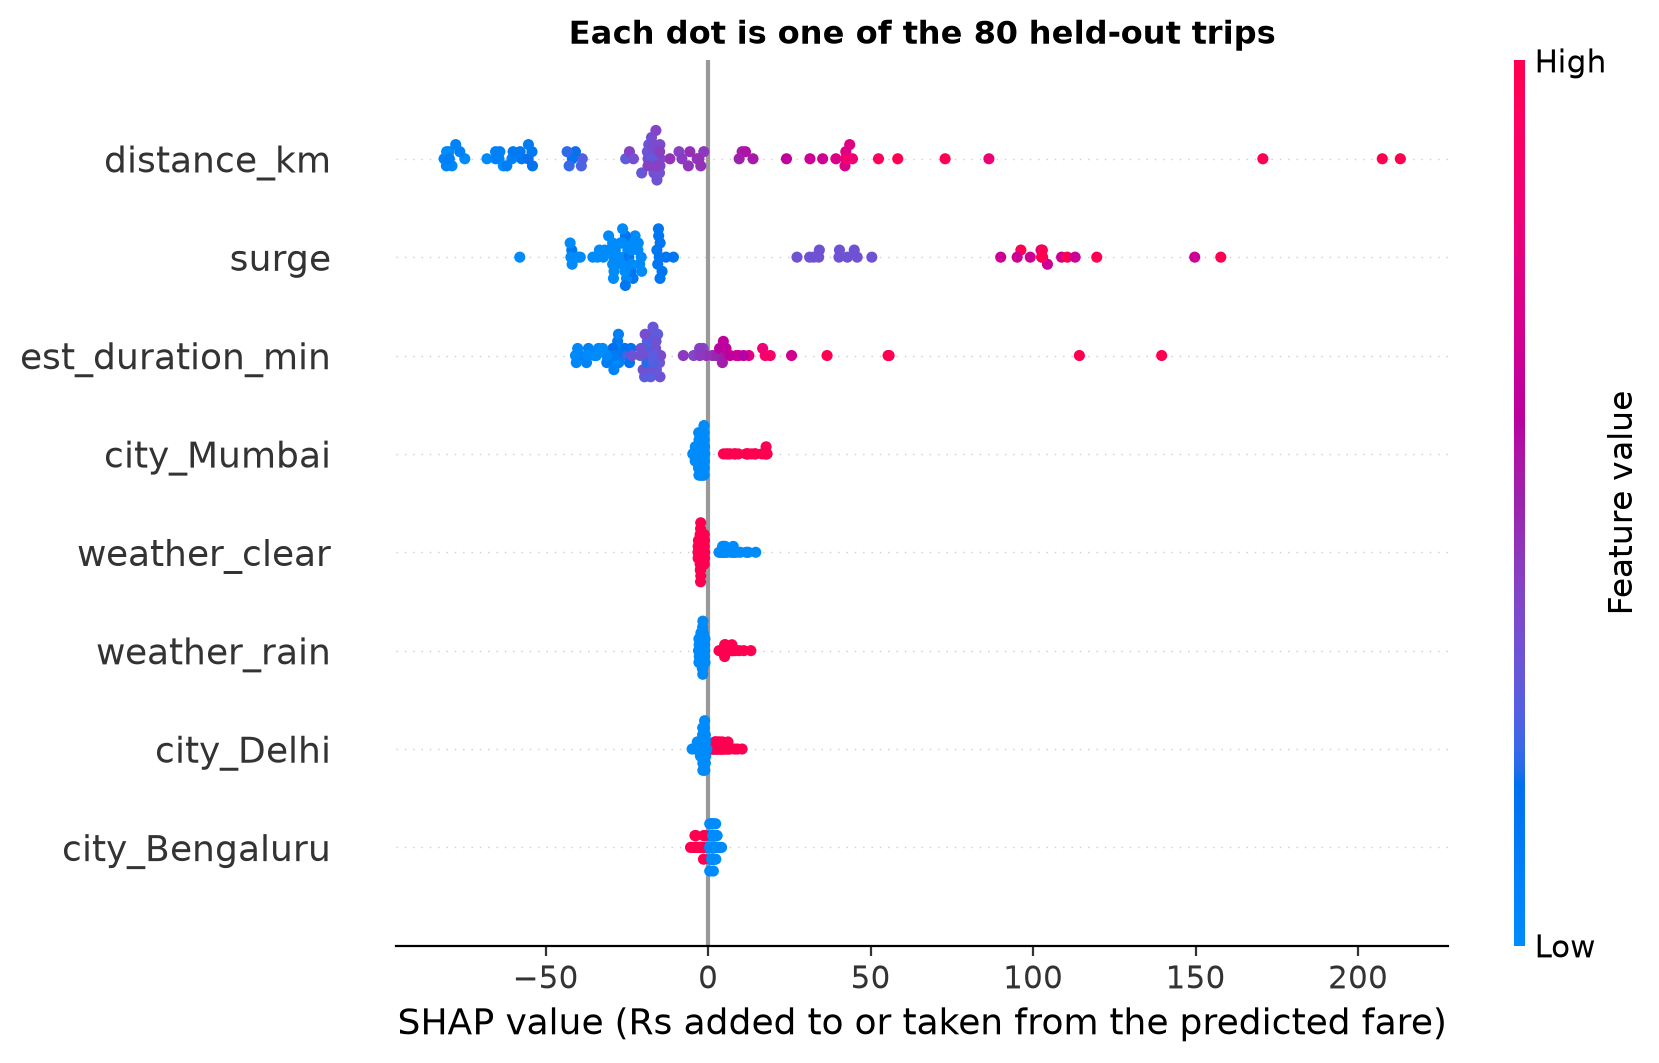 Each dot is one of the 80 held-out trips
High
distance_km
surge
est_duration_min
city_Mumbai
weather_clear
weather_rain
city_Delhi
city_Bengaluru
Feature value
Low
−50 0 50 100 150 200
SHAP value (Rs added to or taken from the predicted fare)